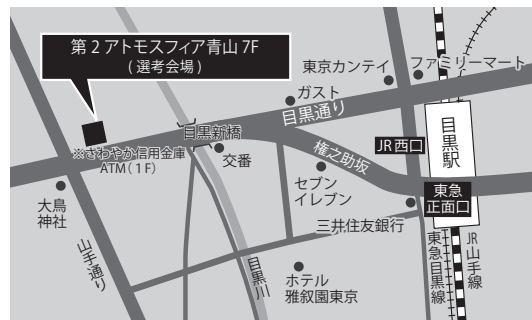 第2アトモスフィア青山 7F
(選考会場)
東京カンテイ
ファミリーマート
ガスト
目黒通り
目黒新橋
※さわやか信用金庫
ATM(1F)
交番
権之助坂
JR西口
目黒駅
セブン
イレブン
東急
正面口
大鳥
神社
三井住友銀行
山手通り
目黒川
ホテル
雅叙園東京
東急目黒線
JR山手線